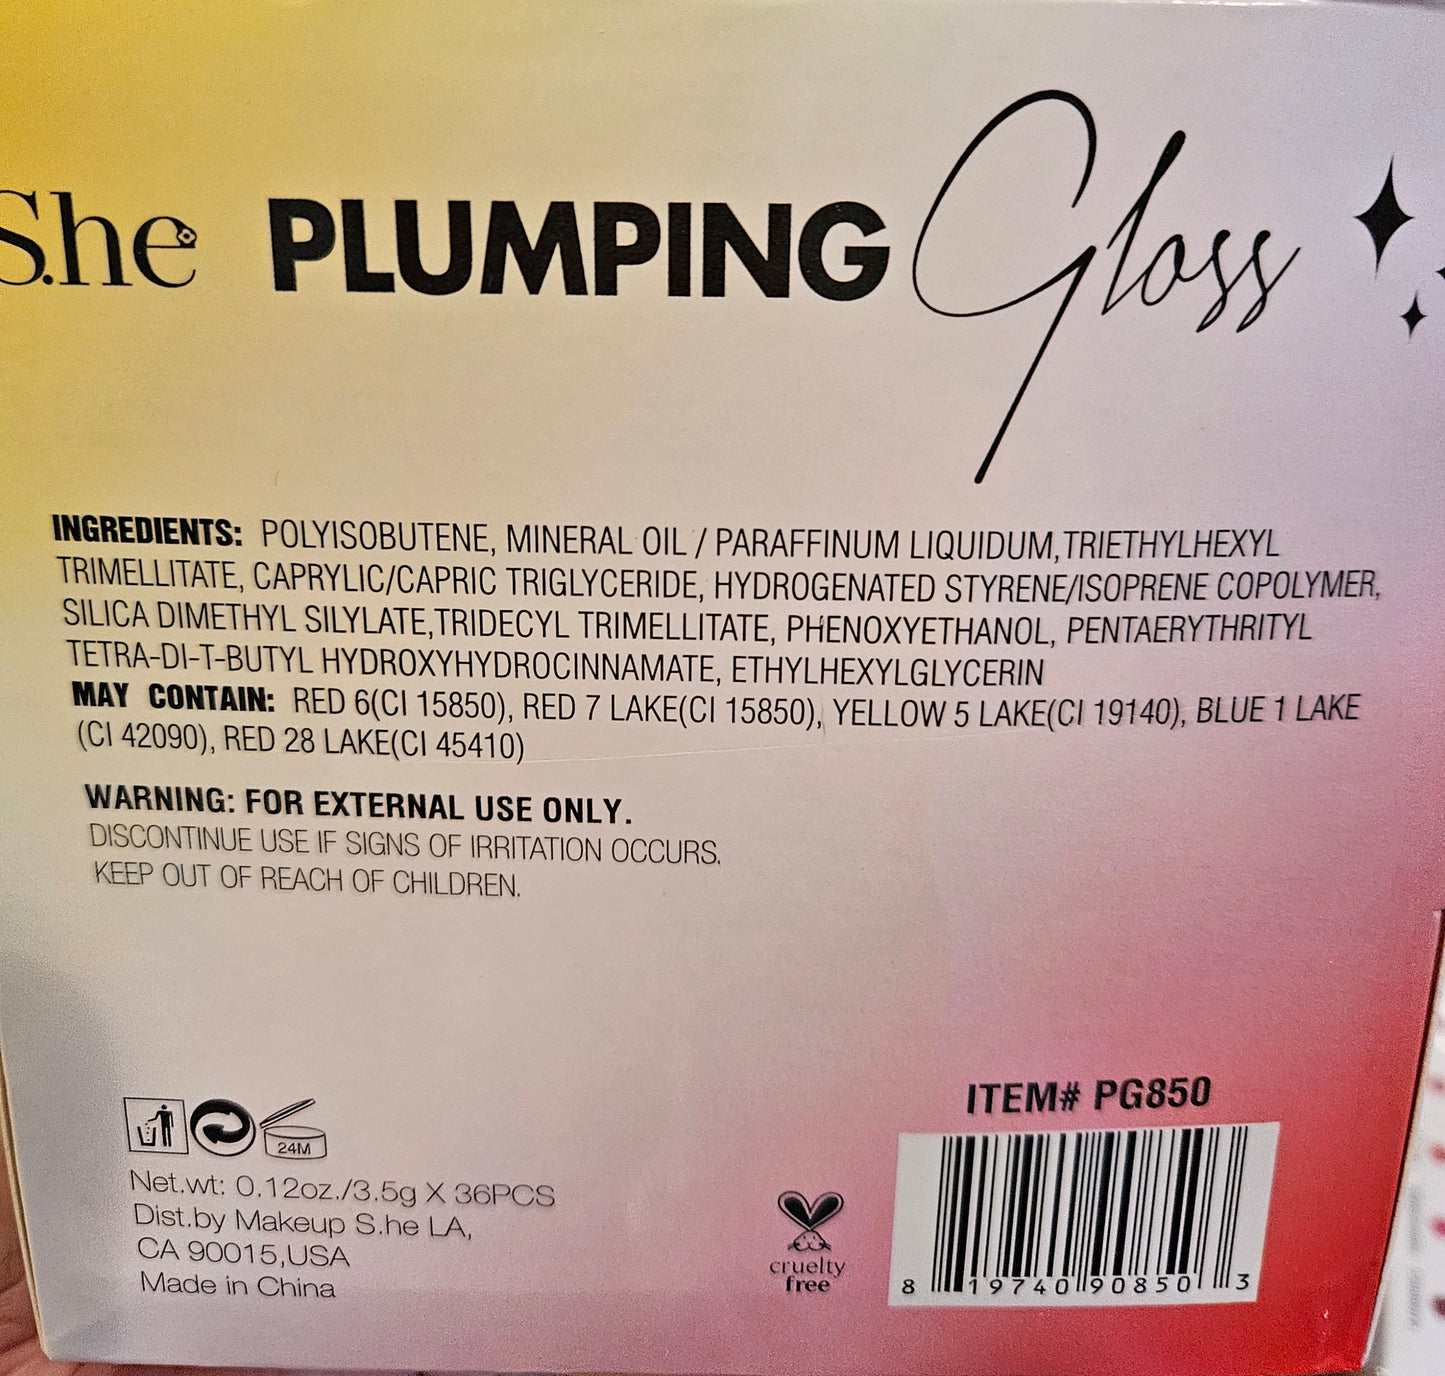 S.he PLUMPING Gloss
INGREDIENTS: POLYISOBUTENE, MINERAL OIL / PARAFFINUM LIQUIDUM,TRIETHYLHEXYL
TRIMELLITATE, CAPRYLIC/CAPRIC TRIGLYCERIDE, HYDROGENATED STYRENE/ISOPRENE COPOLYMER,
SILICA DIMETHYL SILYLATE,TRIDECYL TRIMELLITATE, PHENOXYETHANOL, PENTAERYTHRITYL
TETRA-DI-T-BUTYL HYDROXYHYDROCINNAMATE, ETHYLHEXYLGLYCERIN
MAY CONTAIN: RED 6(CI 15850), RED 7 LAKE(CI 15850), YELLOW 5 LAKE(CI 19140), BLUE 1 LAKE
(CI 42090), RED 28 LAKE(CI 45410)
WARNING: FOR EXTERNAL USE ONLY.
DISCONTINUE USE IF SIGNS OF IRRITATION OCCURS.
KEEP OUT OF REACH OF CHILDREN.
24M
Net.wt: 0.12oz./3.5g X 36PCS
Dist.by Makeup S.he LA,
CA 90015,USA
Made in China
cruelty
free
ITEM# PG850
8 19740 90850 3